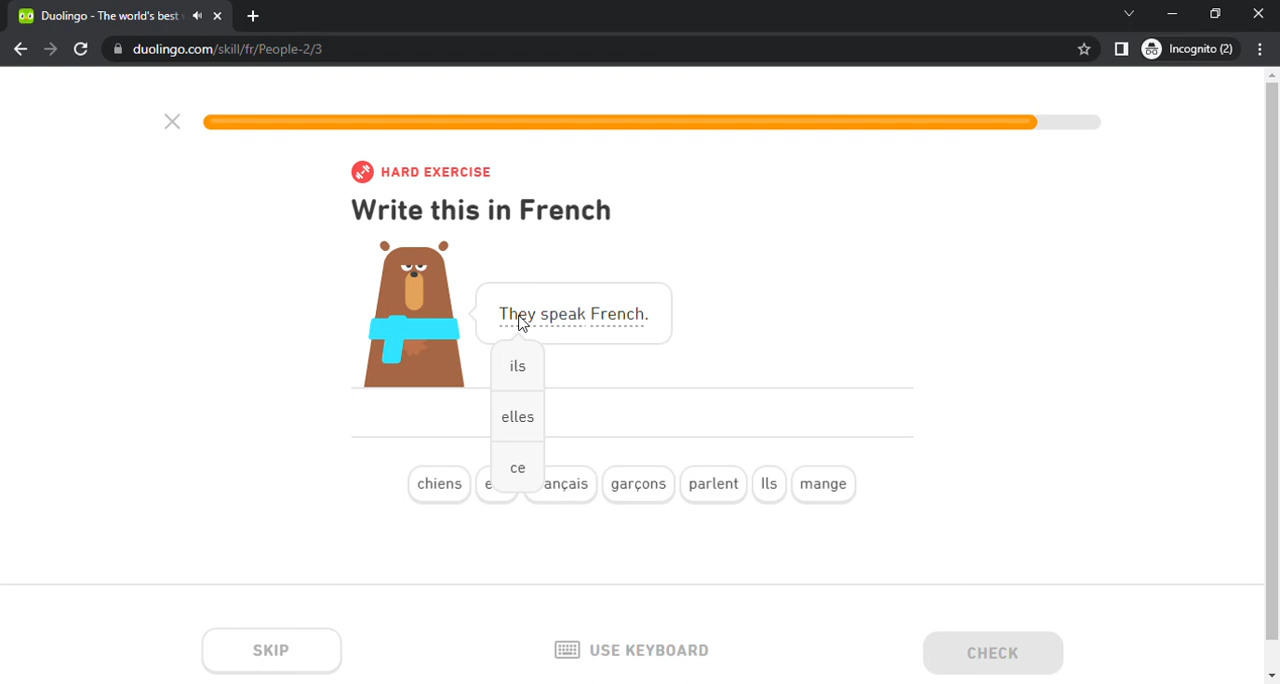 Duolingo - The world's best
duolingo.com/skill/fr/People-2/3
Incognito (2)
HARD EXERCISE
Write this in French
They speak French.
ils
elles
ce
chiens
garçons
parlent
Ils
mange
SKIP
USE KEYBOARD
CHECK